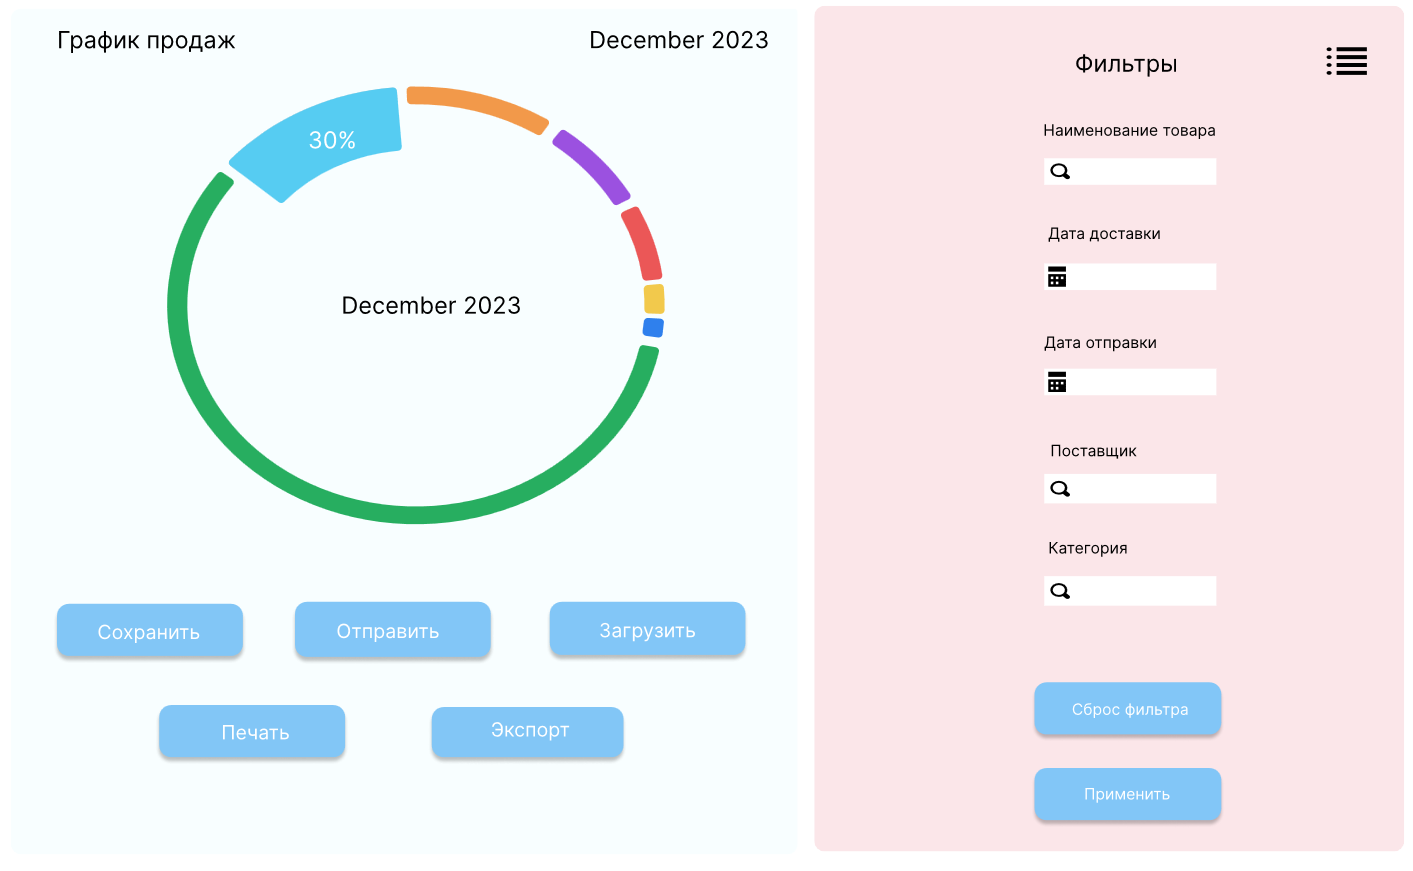 График продаж
December 2023
30%
December 2023
Сохранить
Отправить
Загрузить
Печать
Экспорт
Фильтры
Наименование товара
Дата доставки
Дата отправки
Поставщик
Категория
Сброс фильтра
Применить